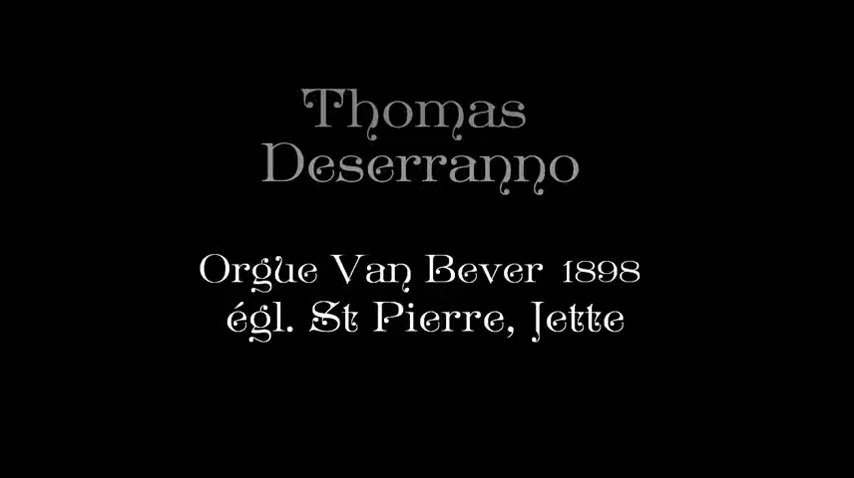 Thomas
Deserranno
Orgue Van Bever 1898
égl. St Pierre, Jette